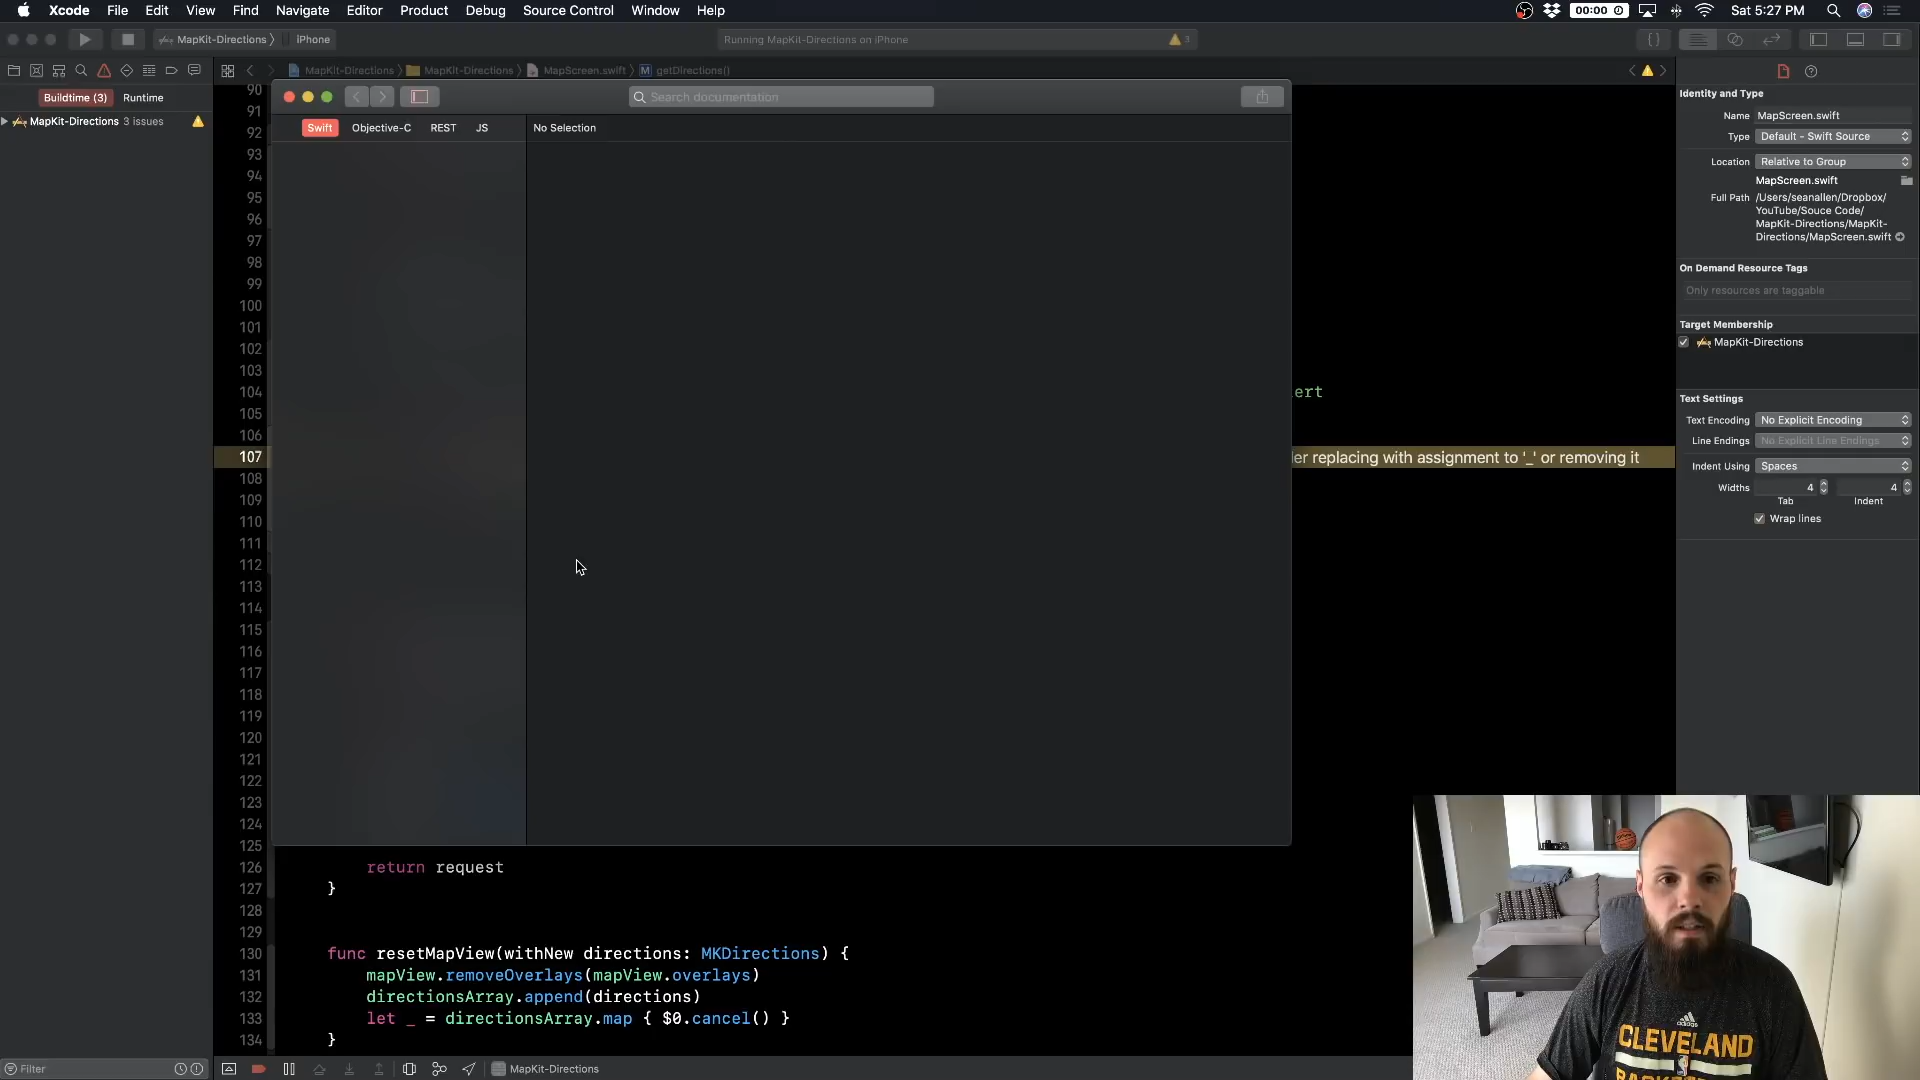 Xcode File Edit View Find Navigate Editor Product Debug Source Control Window Help
00:00
Sat 5:27 PM
MapKit-Directions
iPhone
Running MapKit-Directions on iPhone
3
MapKit-Directions
MapKit-Directions
MapScreen.swift
M getDirections()
Buildtime (3) Runtime
MapKit-Directions 3 issues
Search documentation
Swift Objective-C REST JS
No Selection
90
91
92
93
94
95
96
97
98
99
100
101
102
103
104
ert
105
106
107
er replacing with assignment to '_' or removing it
108
109
110
111
112
113
114
115
116
117
118
119
120
121
122
123
124
125
126 return request
127 }
128
129
130 func resetMapView(withNew directions: MKDirections) {
131 mapView.removeOverlays(mapView.overlays)
132 directionsArray.append(directions)
133 let _ = directionsArray.map { $0.cancel() }
134 }
Filter
MapKit-Directions
Identity and Type
Name MapScreen.swift
Type Default - Swift Source
Location Relative to Group
MapScreen.swift
Full Path /Users/seanallen/Dropbox/
YouTube/Souce Code/
MapKit-Directions/MapKit-
Directions/MapScreen.swift
On Demand Resource Tags
Only resources are taggable
Target Membership
MapKit-Directions
Text Settings
Text Encoding No Explicit Encoding
Line Endings No Explicit Line Endings
Indent Using Spaces
Widths 4 4
Tab Indent
Wrap lines
adidas
CLEVELAND